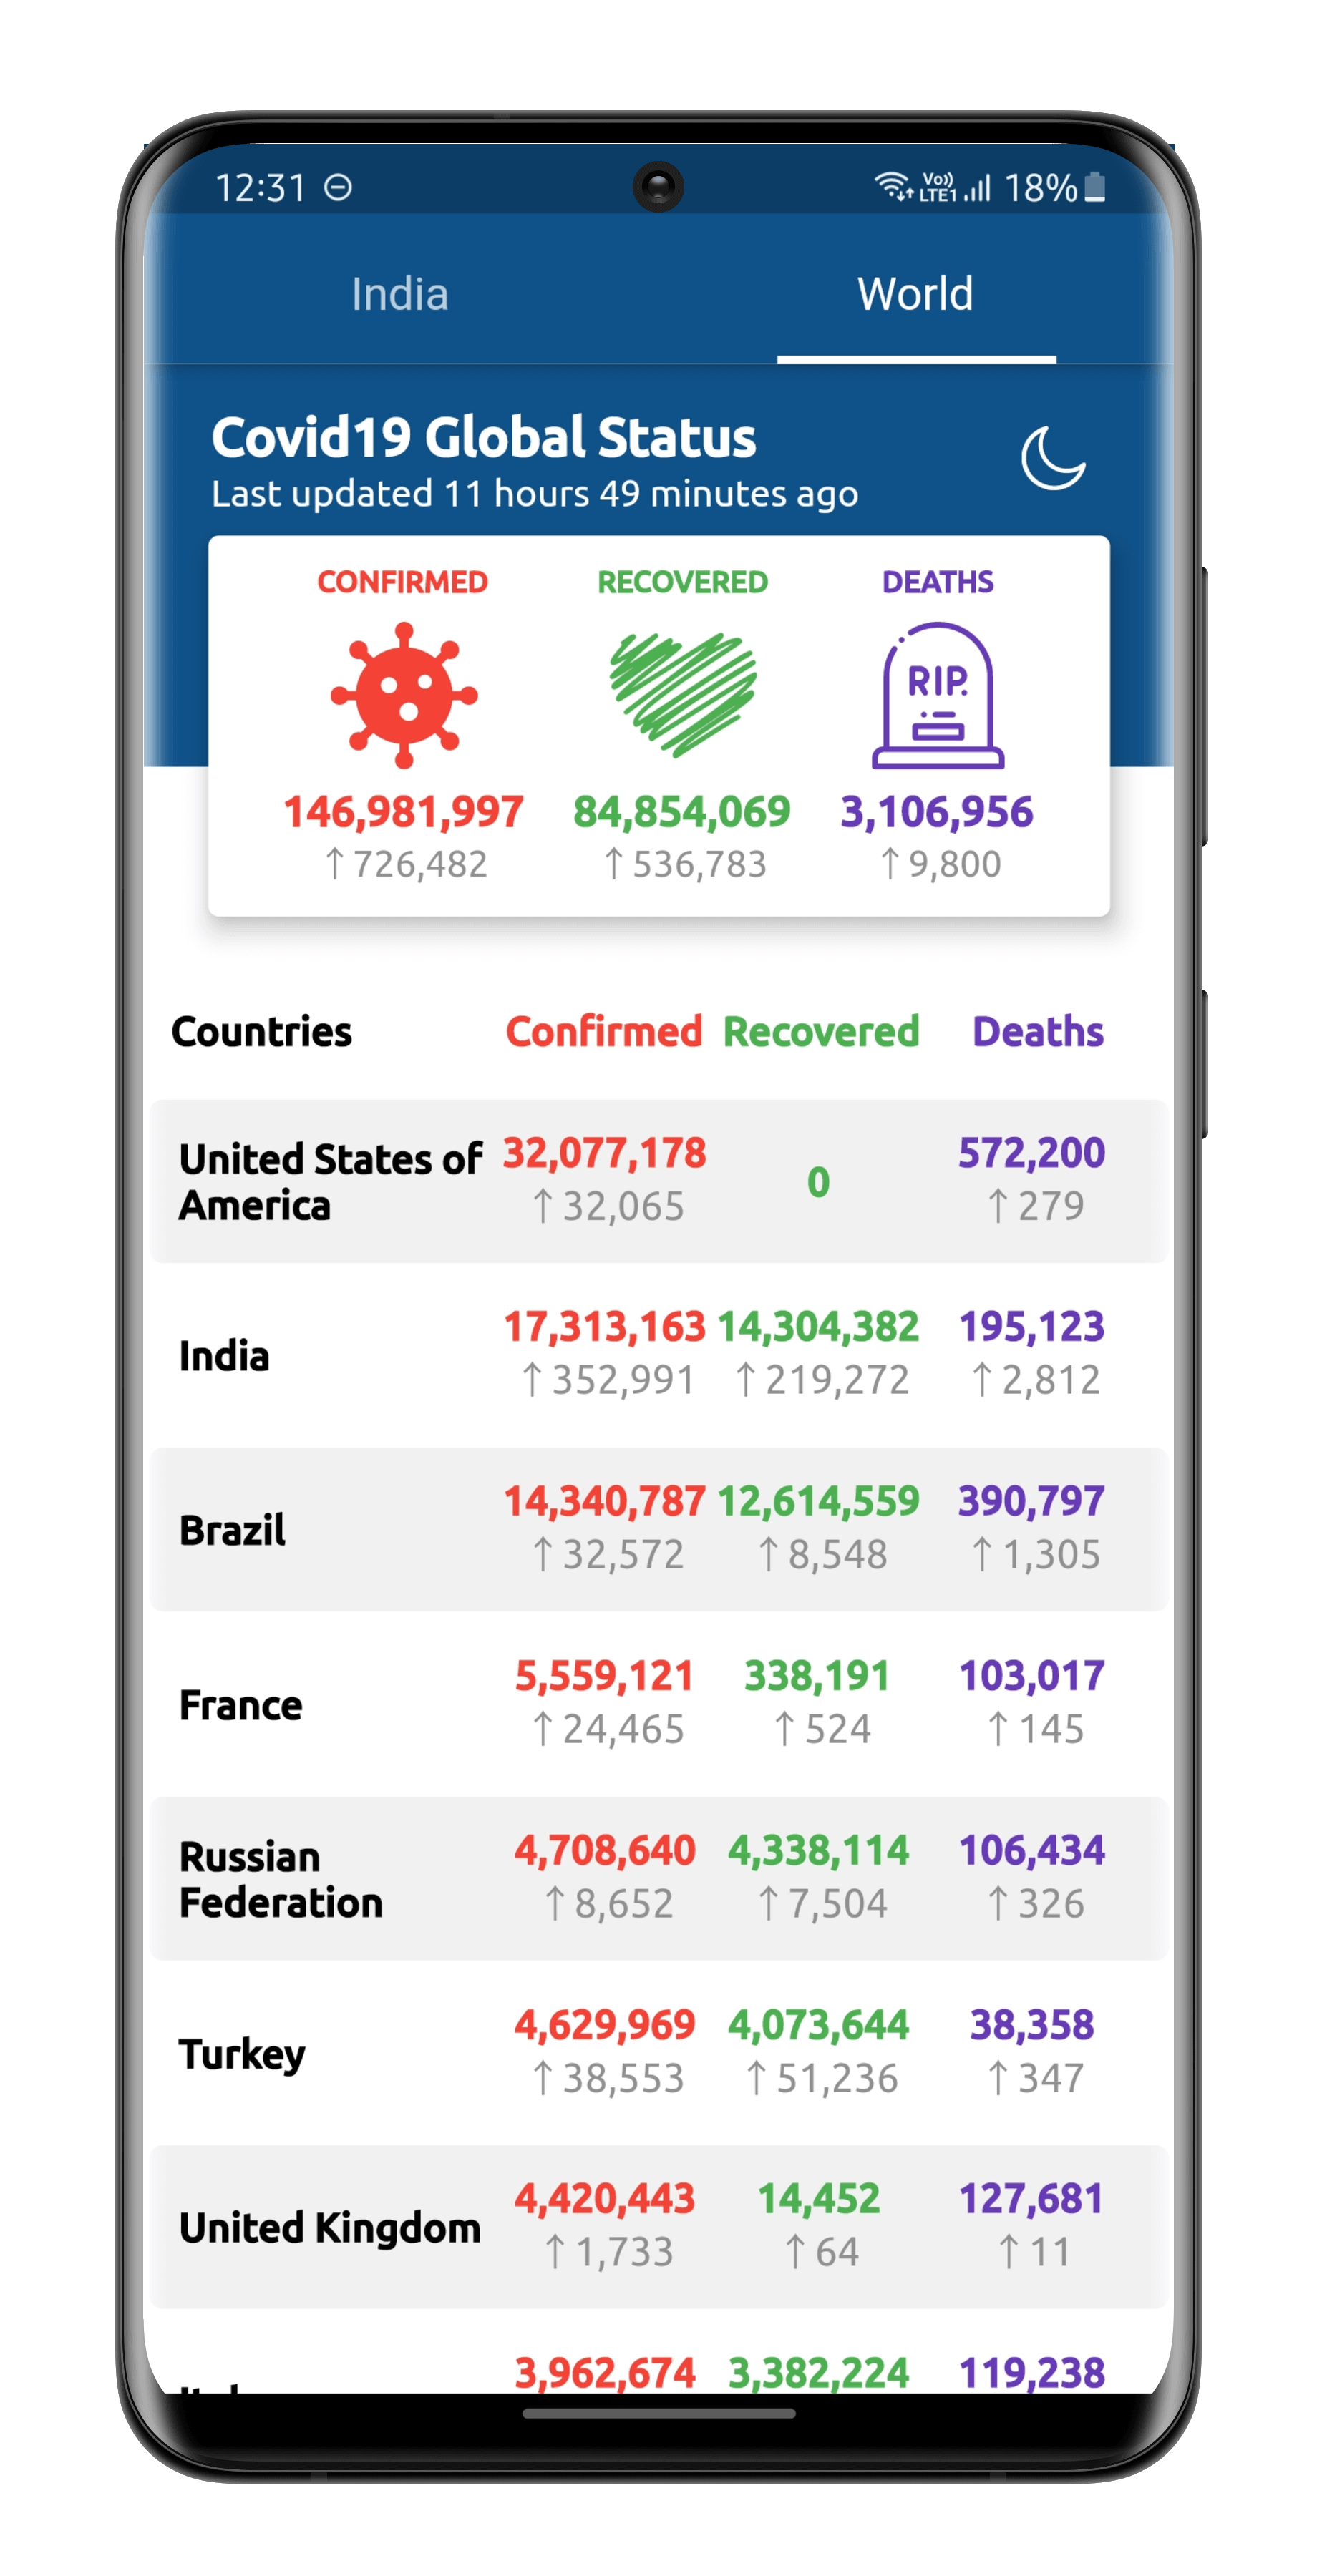 12:31
Vo)) LTE1 18%
India World
Covid19 Global Status
Last updated 11 hours 49 minutes ago
CONFIRMED RECOVERED DEATHS
RIP.
146,981,997 84,854,069 3,106,956
↑ 726,482 ↑ 536,783 ↑ 9,800
Countries Confirmed Recovered Deaths
United States of America 32,077,178 0 572,200
↑ 32,065 ↑ 279
India 17,313,163 14,304,382 195,123
↑ 352,991 ↑ 219,272 ↑ 2,812
Brazil 14,340,787 12,614,559 390,797
↑ 32,572 ↑ 8,548 ↑ 1,305
France 5,559,121 338,191 103,017
↑ 24,465 ↑ 524 ↑ 145
Russian Federation 4,708,640 4,338,114 106,434
↑ 8,652 ↑ 7,504 ↑ 326
Turkey 4,629,969 4,073,644 38,358
↑ 38,553 ↑ 51,236 ↑ 347
United Kingdom 4,420,443 14,452 127,681
↑ 1,733 ↑ 64 ↑ 11
3,962,674 3,382,224 119,238